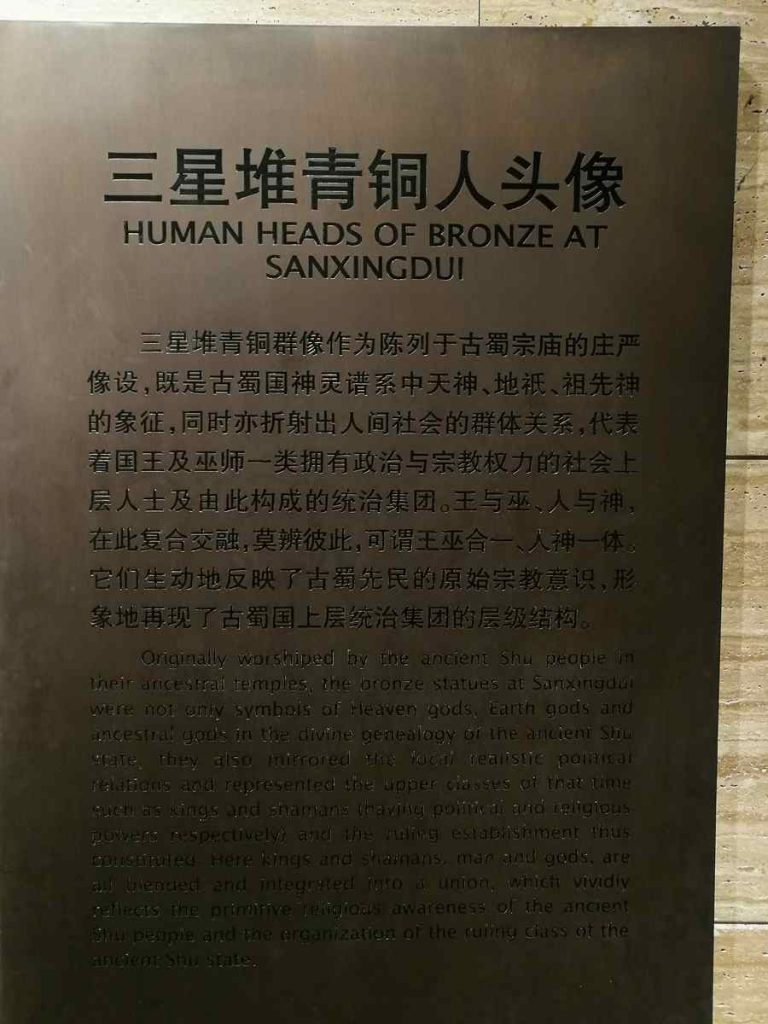 三星堆青铜人头像
HUMAN HEADS OF BRONZE AT
SANXINGDUI
三星堆青铜群像作为陈列于古蜀宗庙的庄严
像设,既是古蜀国神灵谱系中天神、地祇、祖先神
的象征,同时亦折射出人间社会的群体关系,代表
着国王及巫师一类拥有政治与宗教权力的社会上
层人士及由此构成的统治集团。王与巫、人与神,
在此复合交融,莫辨彼此,可谓王巫合一、人神一体。
它们生动地反映了古蜀先民的原始宗教意识,形
象地再现了古蜀国上层统治集团的层级结构。
Originally worshiped by the ancient Shu people in
their ancestral temples, the bronze statues at Sanxingdui
were not only symbols of Heaven gods, Earth gods and
ancestral gods in the divine genealogy of the ancient Shu
state, they also mirrored the local realistic political
relations and represented the upper classes of that time
such as kings and shamans (having political and religious
powers respectively) and the ruling establishment thus
constituted. Here kings and shamans, man and gods, are
all blended and integrated into a union, which vividly
reflects the primitive religious awareness of the ancient
Shu people and the organization of the ruling class of the
ancient Shu state.